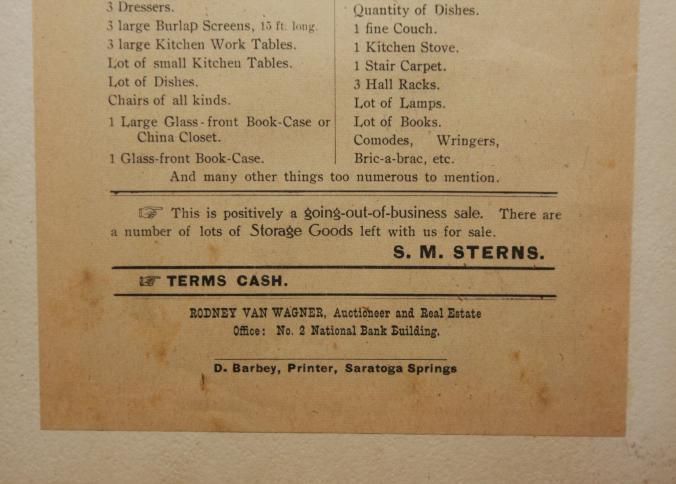 3 Dressers.
3 large Burlap Screens, 15 ft. long.
3 large Kitchen Work Tables.
Lot of small Kitchen Tables.
Lot of Dishes.
Chairs of all kinds.
1 Large Glass-front Book-Case or
China Closet.
1 Glass-front Book-Case.
Quantity of Dishes.
1 fine Couch.
1 Kitchen Stove.
1 Stair Carpet.
3 Hall Racks.
Lot of Lamps.
Lot of Books.
Comodes, Wringers,
Bric-a-brac, etc.
And many other things too numerous to mention.
☞ This is positively a going-out-of-business sale. There are
a number of lots of Storage Goods left with us for sale.
S. M. STERNS.
☞ TERMS CASH.
RODNEY VAN WAGNER, Auctioneer and Real Estate
Office: No. 2 National Bank Building.
D. Barbey, Printer, Saratoga Springs